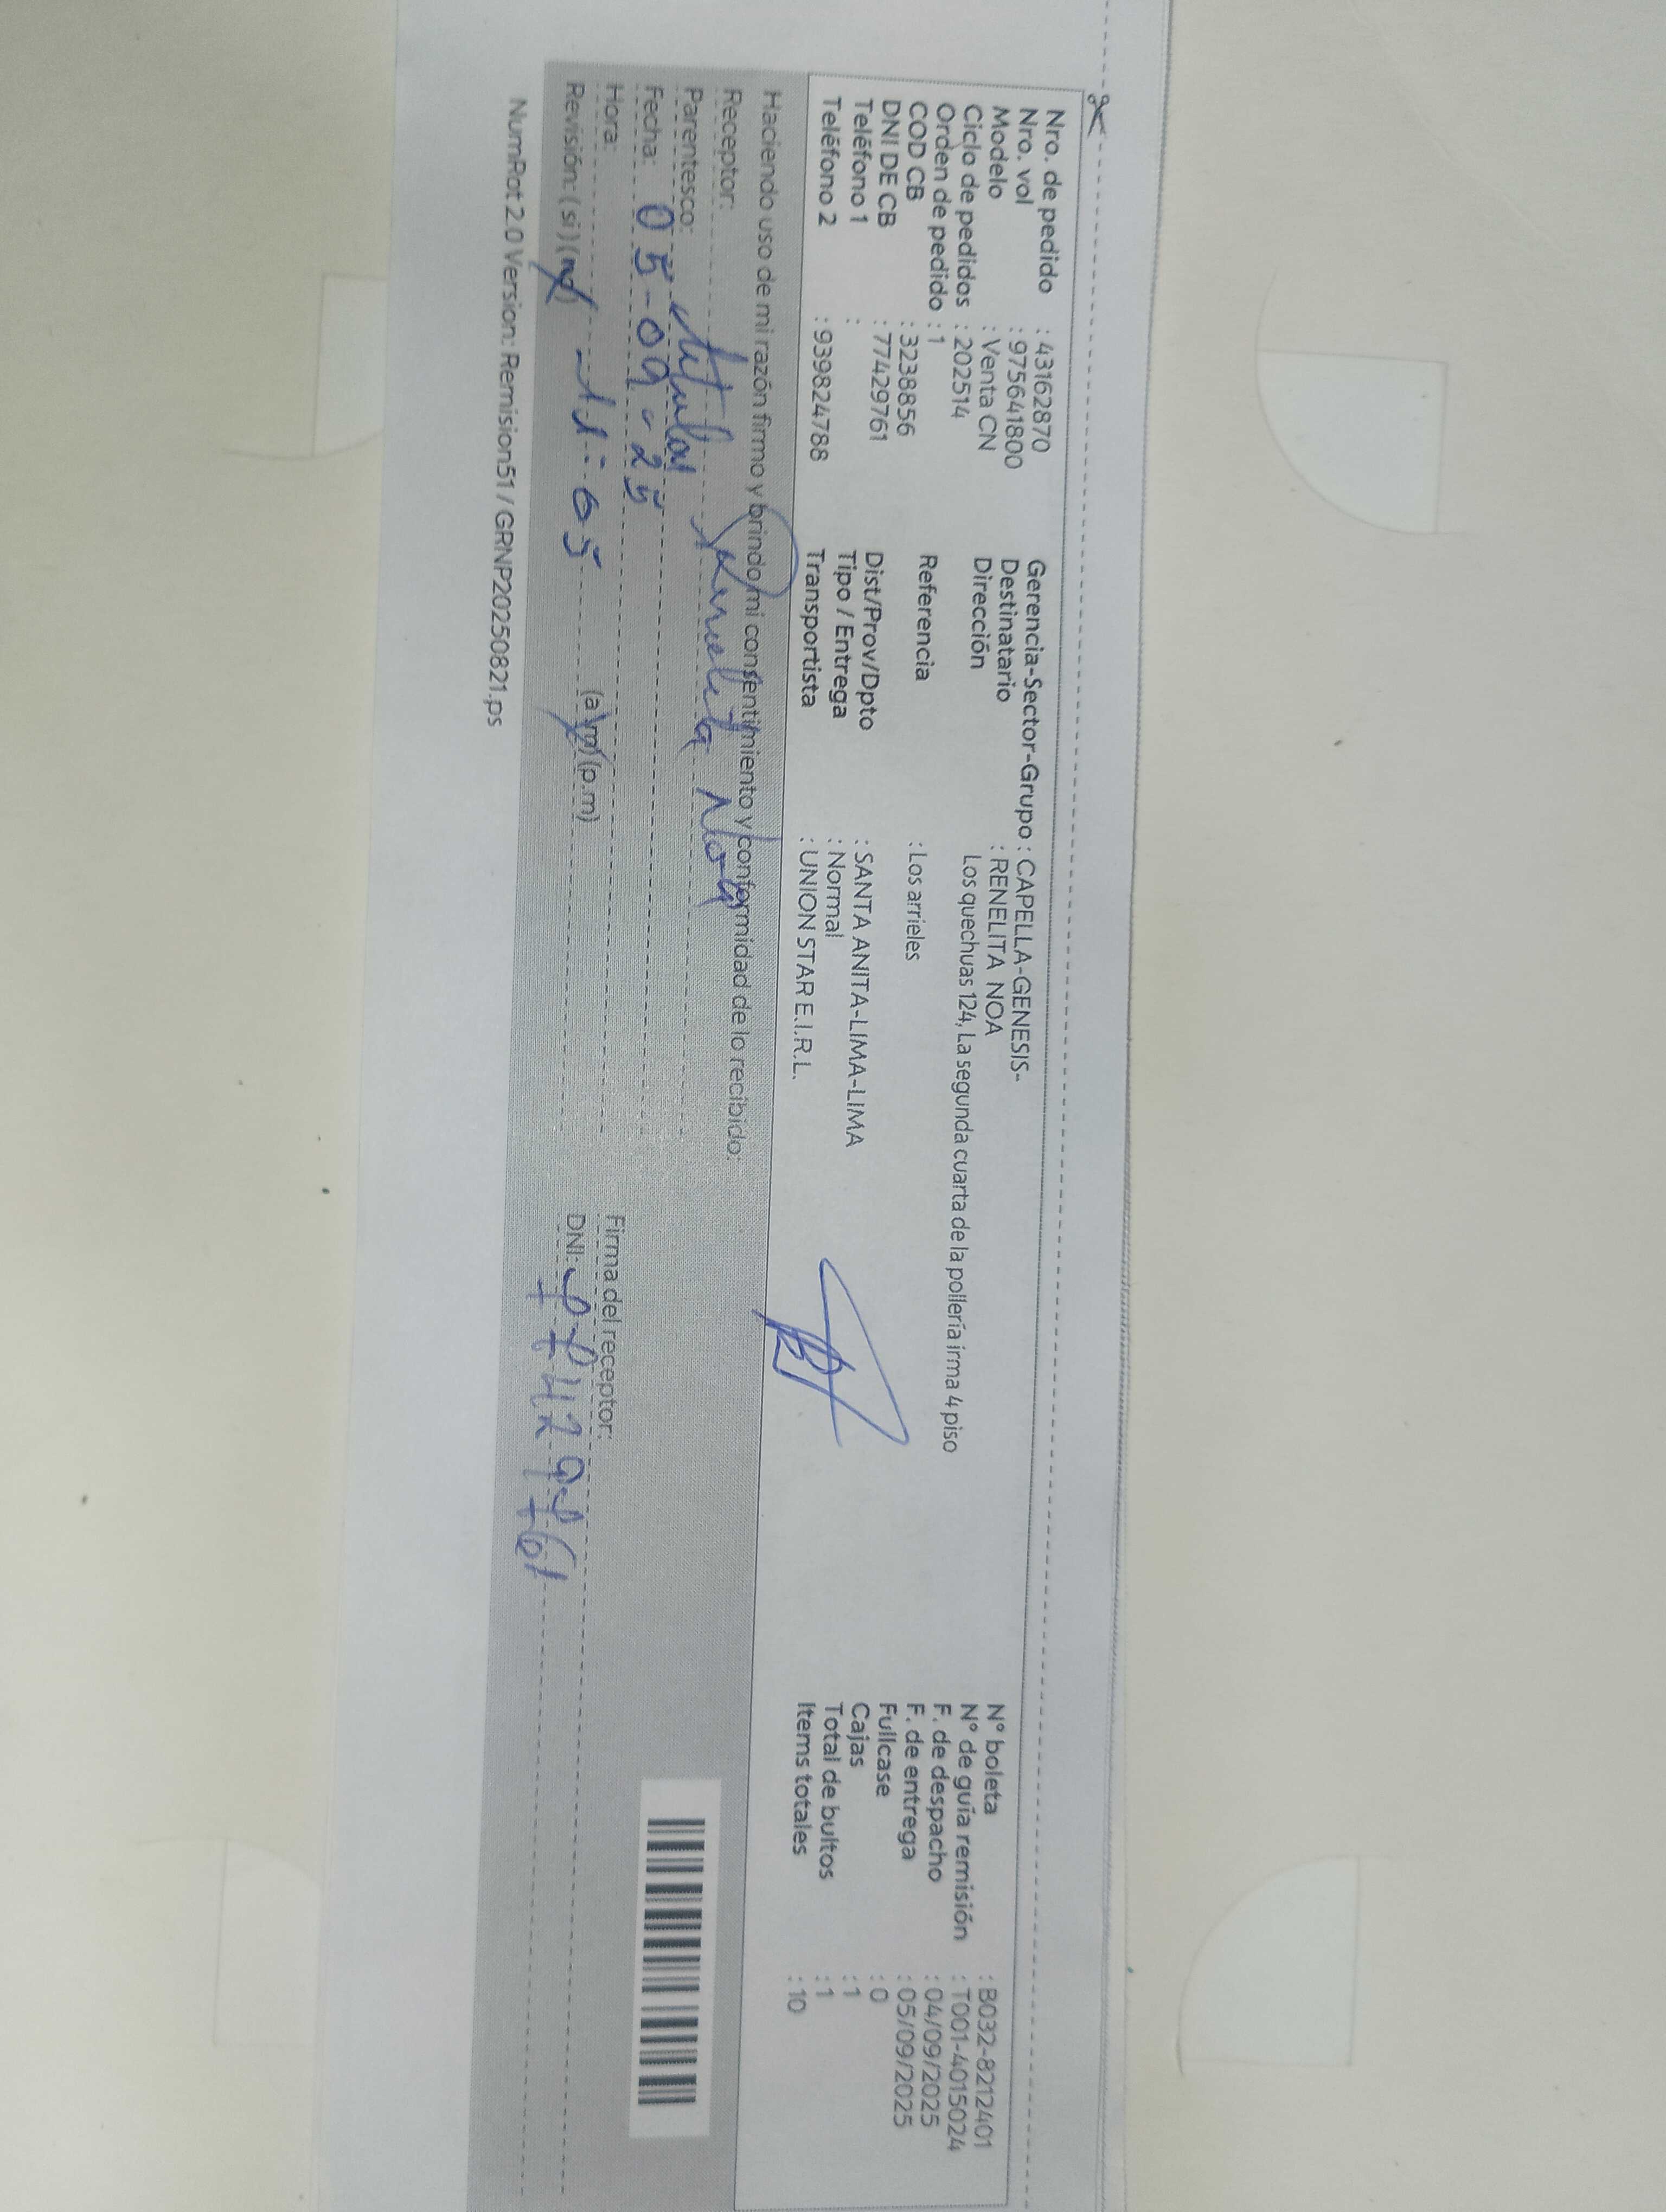 Nro. de pedido : 43162870
Nro. vol : 975641800
Modelo : Venta CN
Ciclo de pedidos : 202514
Orden de pedido : 1
COD CB : 3238856
DNI DE CB : 77429761
Teléfono 1 :
Teléfono 2 : 939824788
Gerencia-Sector-Grupo : CAPELLA-GENESIS-
Destinatario : RENELITA NOA
Dirección Los quechuas 124, La segunda cuarta de la pollería irma 4 piso
Referencia : Los arrieles
Dist/Prov/Dpto : SANTA ANITA-LIMA-LIMA
Tipo / Entrega : Normal
Transportista : UNION STAR E.I.R.L.
N° boleta : B032-8212401
N° de guía remisión : T001-4015024
F. de despacho : 04/09/2025
F. de entrega : 05/09/2025
Fullcase : 0
Cajas : 1
Total de bultos : 1
Items totales : 10
Haciendo uso de mi razón firmo y brindo mi consentimiento y conformidad de lo recibido:
Receptor: Renelita Noa
Parentesco: titular
Fecha: 05-09-25
Hora: 11:05 (a.m) (p.m)
Revisión: (si) (no)
Firma del receptor:
DNI: 77429761
NumRot 2.0 Version: Remision51 / GRNP20250821.ps